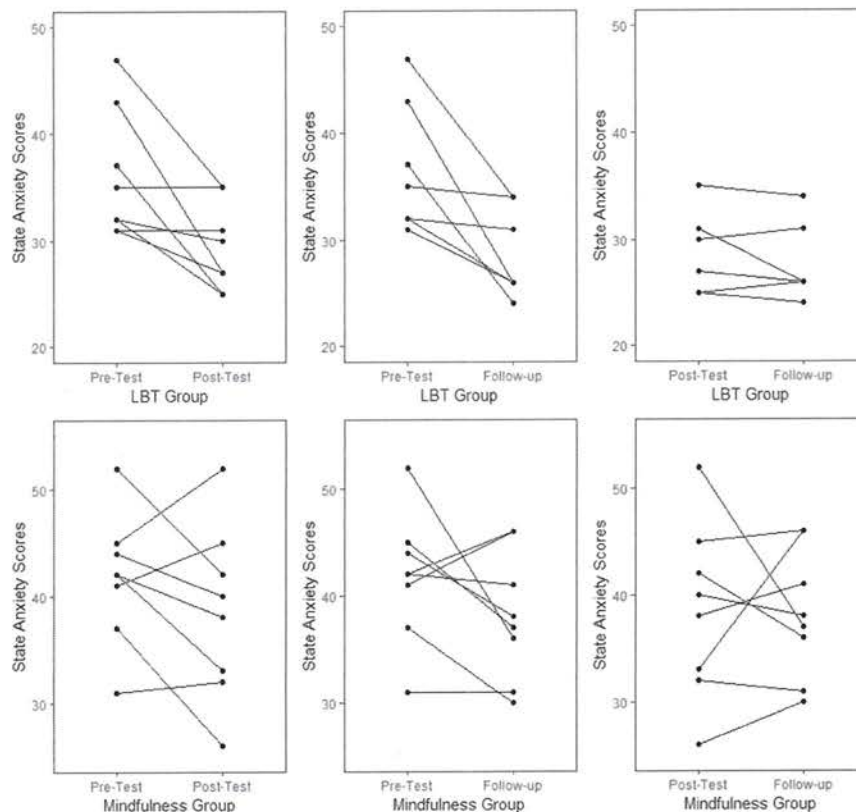 State Anxiety Scores
50
40
30
20
Pre-Test
Post-Test
LBT Group
State Anxiety Scores
50
40
30
20
Pre-Test
Follow-up
LBT Group
State Anxiety Scores
50
40
30
20
Post-Test
Follow-up
LBT Group
State Anxiety Scores
50
40
30
Pre-Test
Post-Test
Mindfulness Group
State Anxiety Scores
50
40
30
Pre-Test
Follow-up
Mindfulness Group
State Anxiety Scores
50
40
30
Post-Test
Follow-up
Mindfulness Group